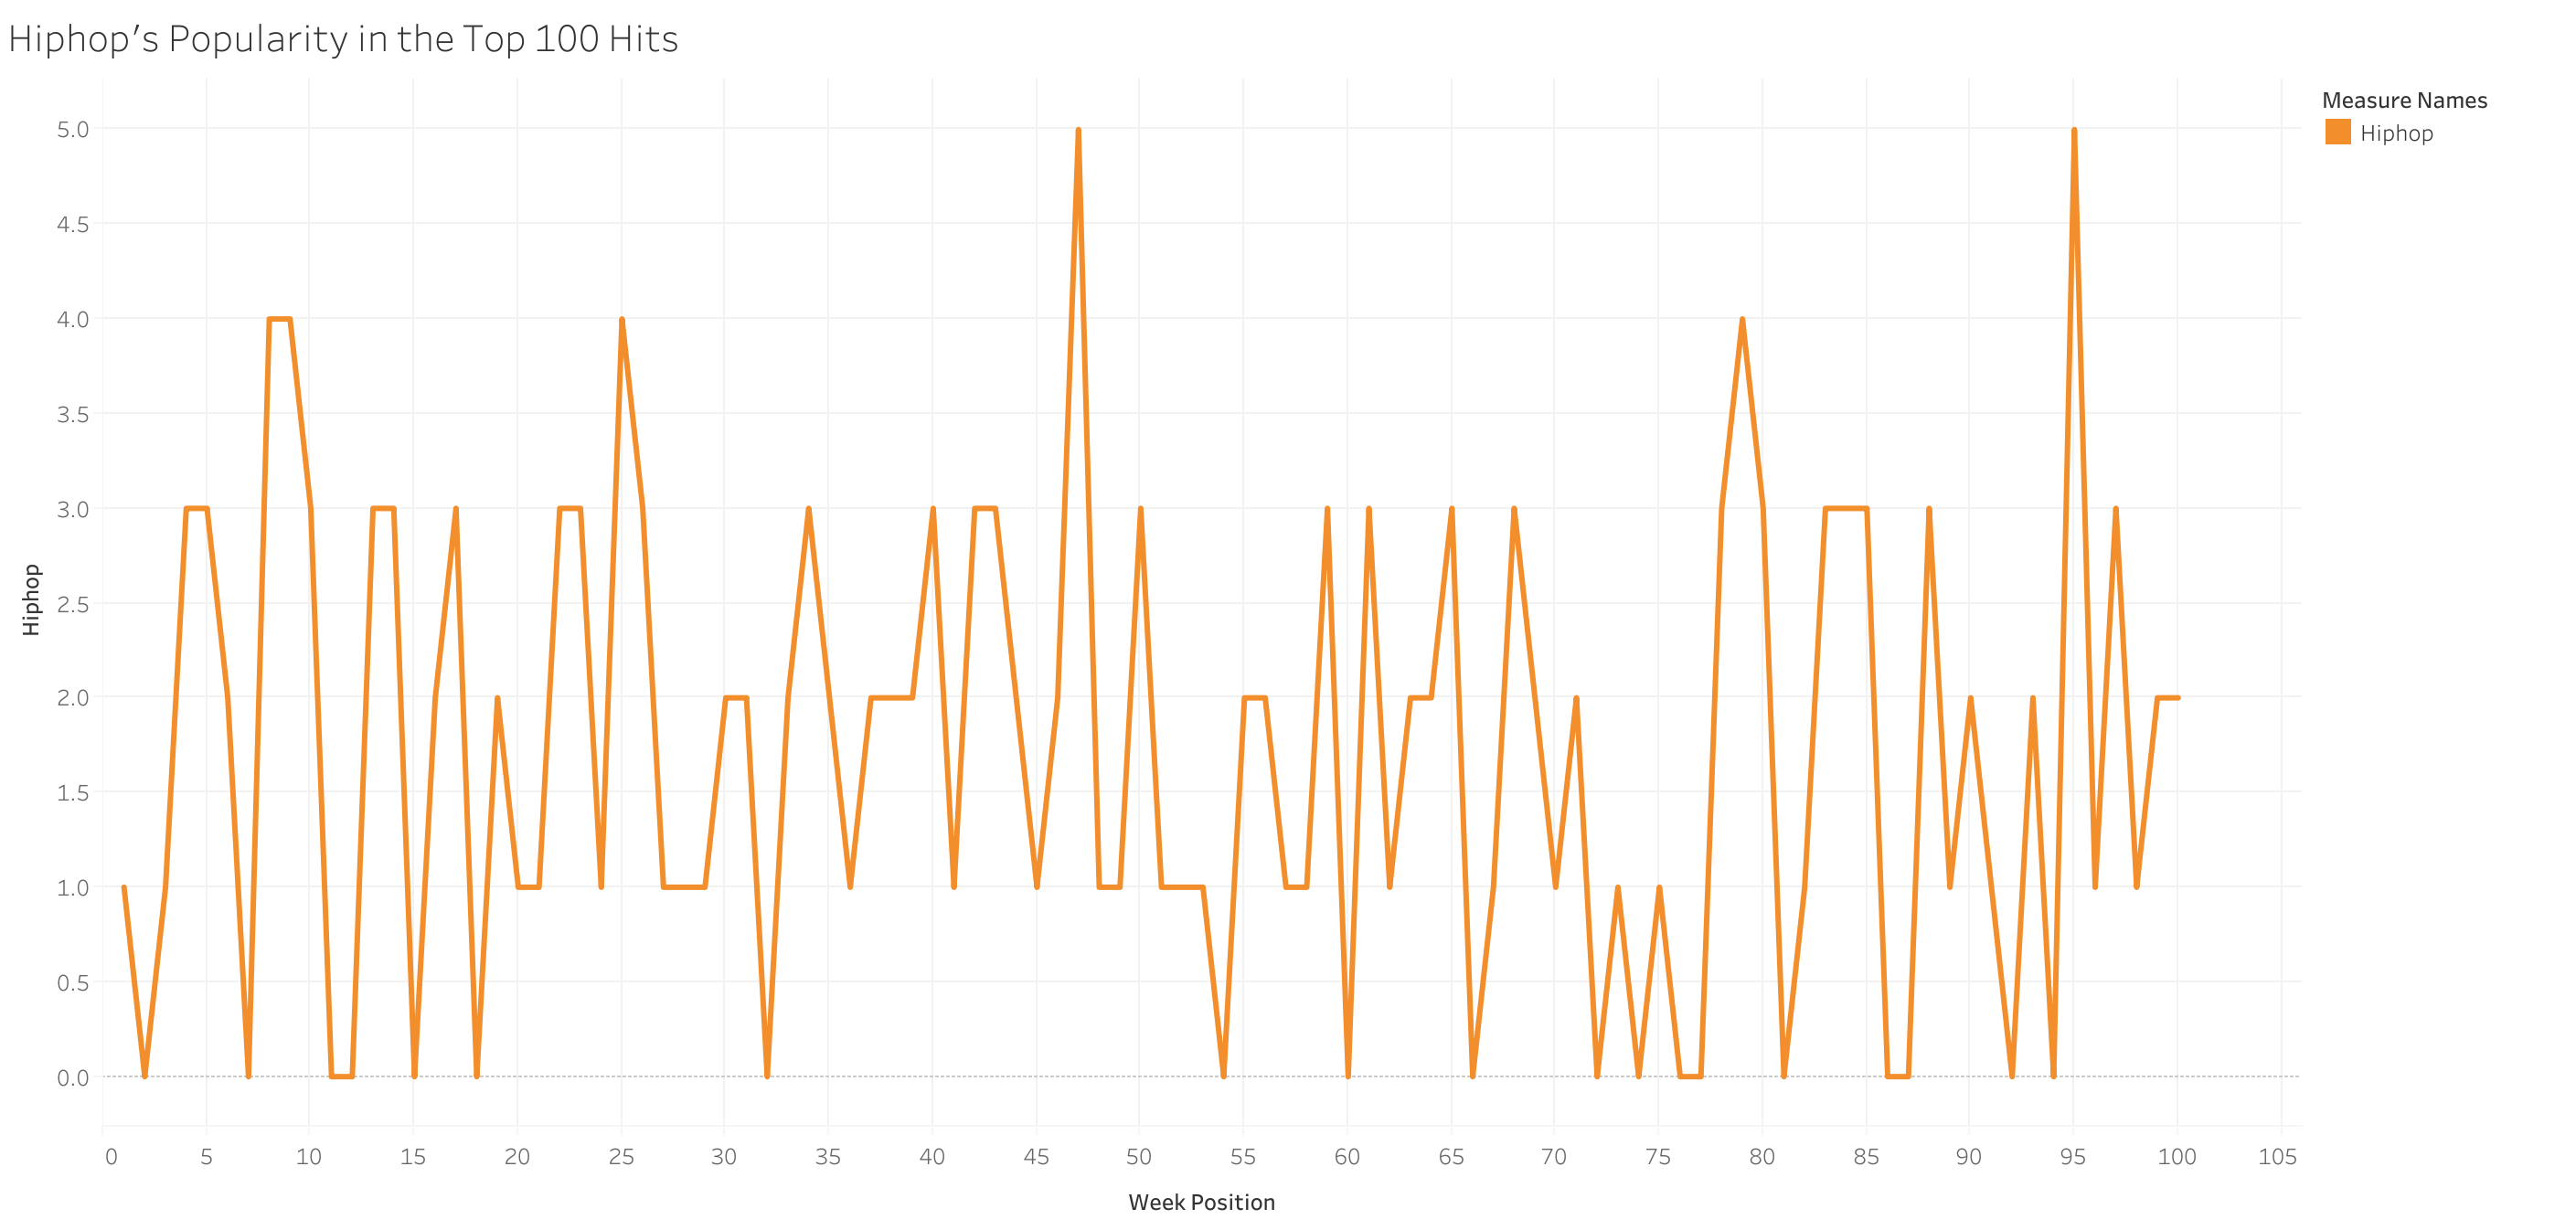 Hiphop’s Popularity in the Top 100 Hits
Measure Names
Hiphop
5.0
4.5
4.0
3.5
3.0
2.5
2.0
1.5
1.0
0.5
0.0
Hiphop
0 5 10 15 20 25 30 35 40 45 50 55 60 65 70 75 80 85 90 95 100 105
Week Position